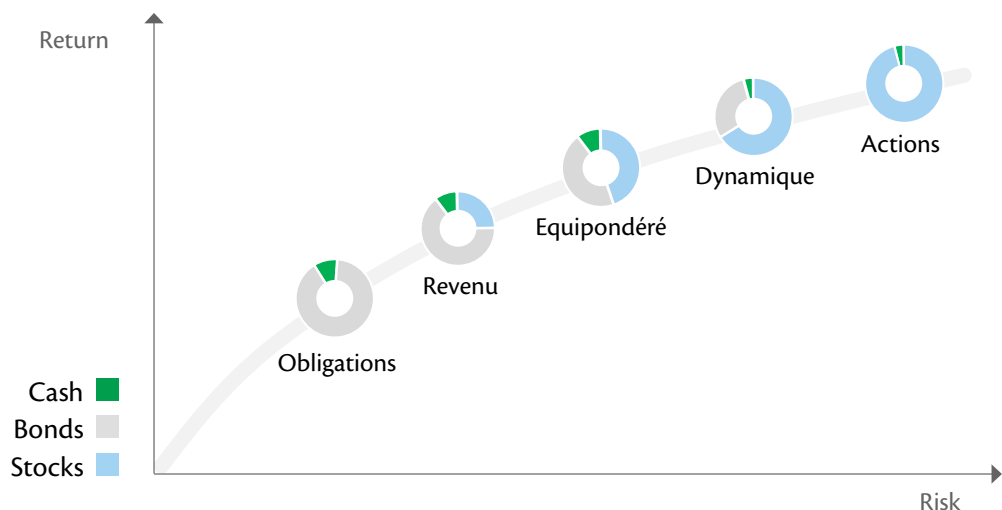 Return
Actions
Dynamique
Equipondéré
Revenu
Obligations
Cash
Bonds
Stocks
Risk